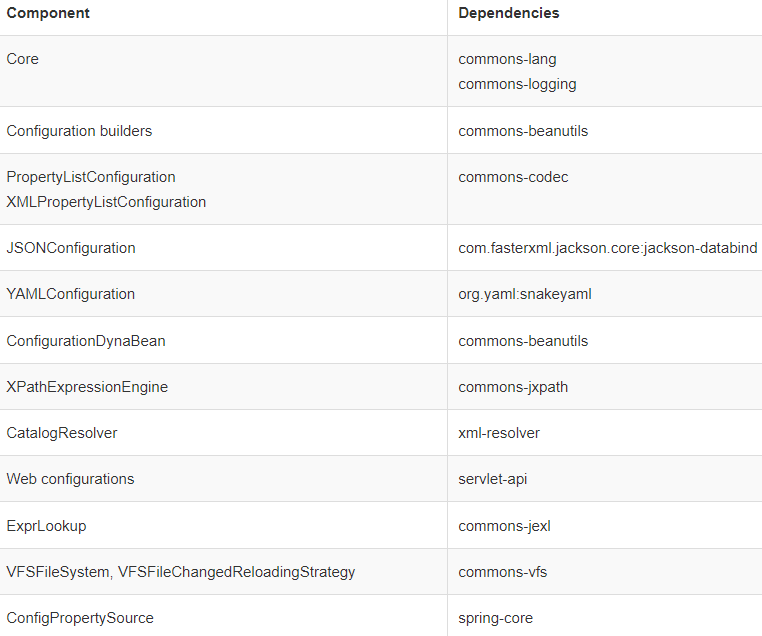 Component Dependencies
Core commons-lang
commons-logging
Configuration builders commons-beanutils
PropertyListConfiguration commons-codec
XMLPropertyListConfiguration
JSONConfiguration com.fasterxml.jackson.core:jackson-databind
YAMLConfiguration org.yaml:snakeyaml
ConfigurationDynaBean commons-beanutils
XPathExpressionEngine commons-jxpath
CatalogResolver xml-resolver
Web configurations servlet-api
ExprLookup commons-jexl
VFSFileSystem, VFSFileChangedReloadingStrategy commons-vfs
ConfigPropertySource spring-core